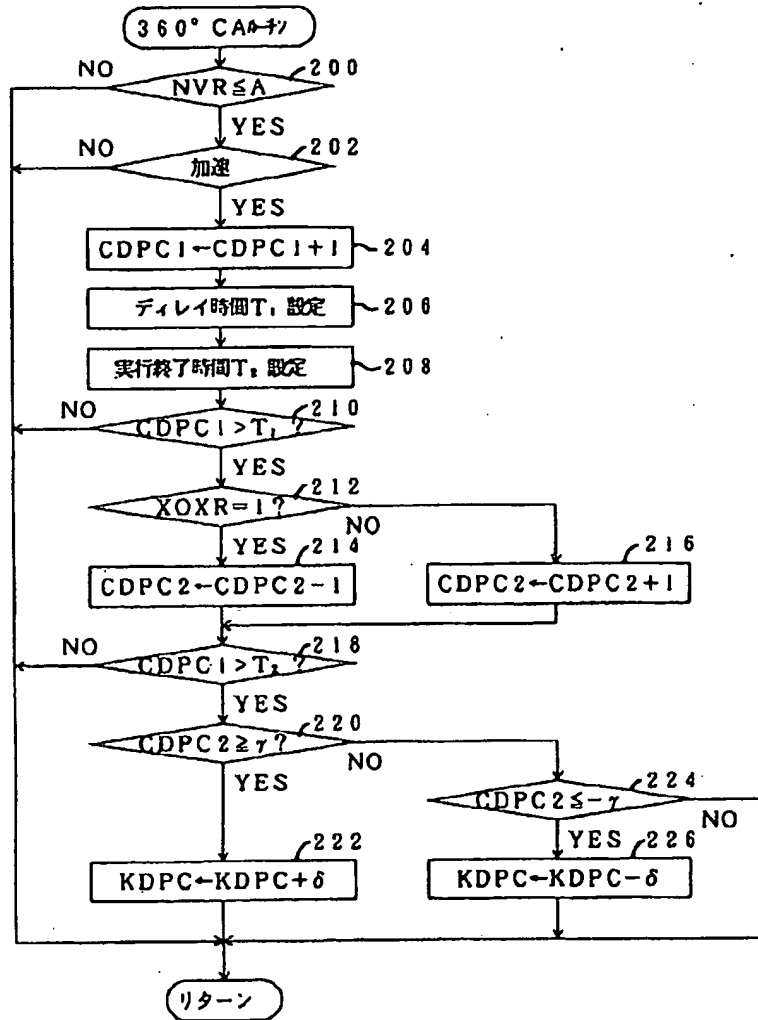 360° CAルーチン
NO
200
NVR≦A
YES
NO
202
加速
YES
CDPC1←CDPC1+1
204
ディレイ時間T₁ 設定
206
実行終了時間T₂ 設定
208
NO
210
CDPC1>T₁ ?
YES
212
XOXR=1?
NO
YES
214
216
CDPC2←CDPC2-1
CDPC2←CDPC2+1
218
NO
CDPC1>T₂ ?
YES
220
CDPC2≧γ?
NO
YES
224
CDPC2≦-γ
NO
YES
222
226
KDPC←KDPC+δ
KDPC←KDPC-δ
リターン